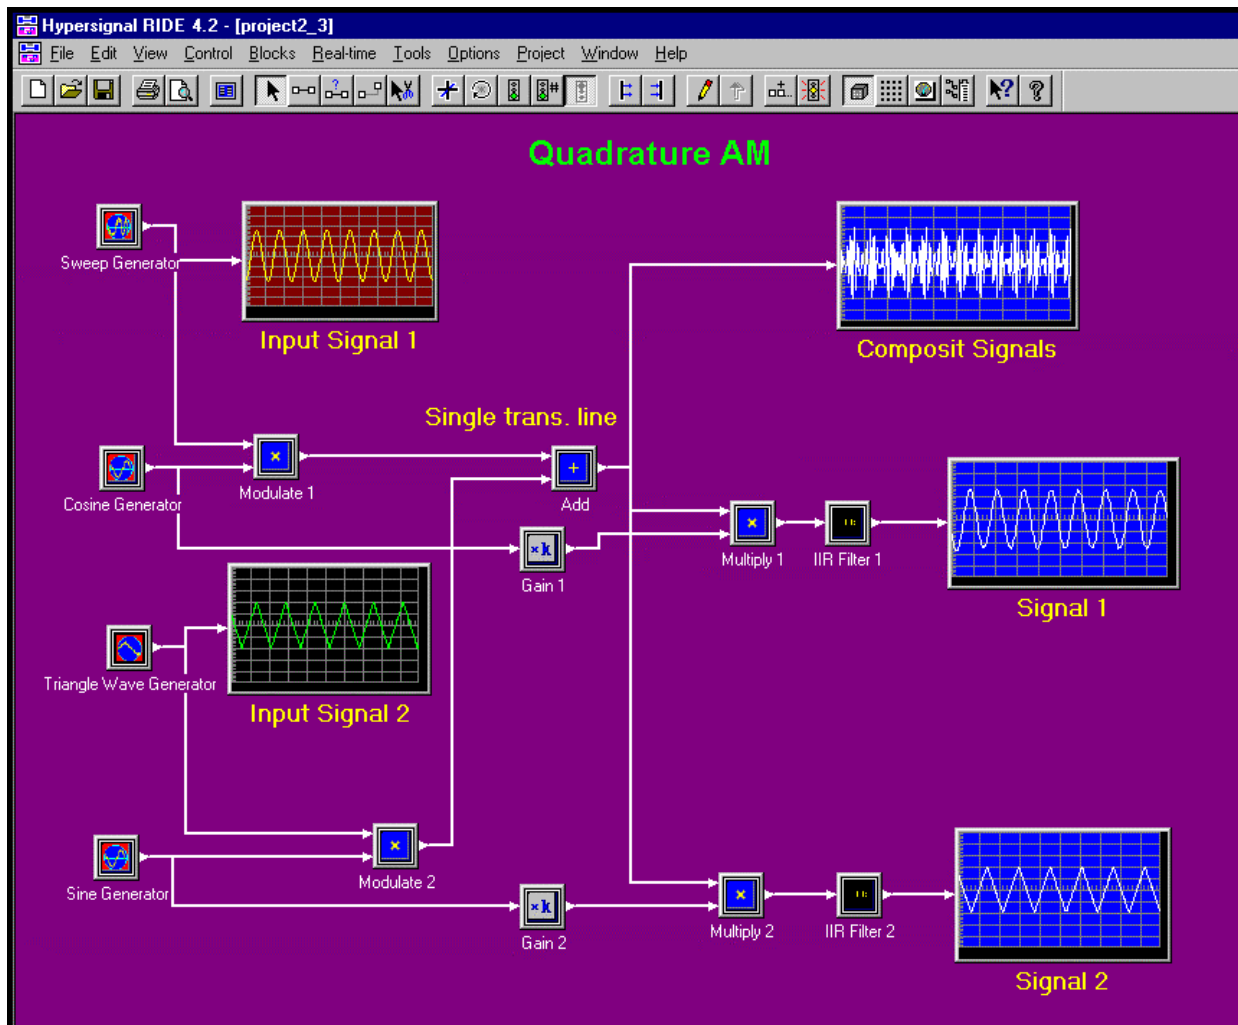 Hypersignal RIDE 4.2 - [project2_3]
File Edit View Control Blocks Real-time Tools Options Project Window Help
Quadrature AM
Sweep Generator
Input Signal 1
Composit Signals
Single trans. line
Cosine Generator
Modulate 1
Add
Gain 1
Multiply 1
IIR Filter 1
Signal 1
Triangle Wave Generator
Input Signal 2
Sine Generator
Modulate 2
Gain 2
Multiply 2
IIR Filter 2
Signal 2
×
+
×k
×
×
×k
×